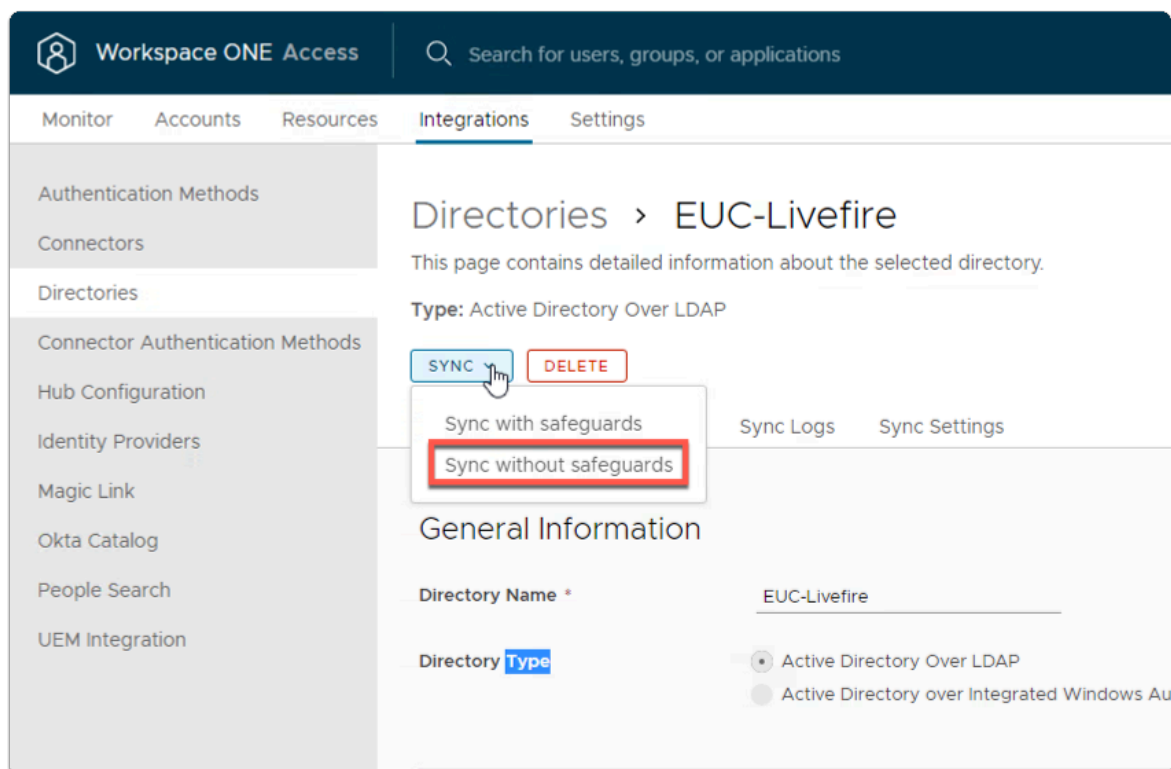 Workspace ONE Access
Search for users, groups, or applications
Monitor Accounts Resources Integrations Settings
Authentication Methods
Connectors
Directories
Connector Authentication Methods
Hub Configuration
Identity Providers
Magic Link
Okta Catalog
People Search
UEM Integration
Directories > EUC-Livefire
This page contains detailed information about the selected directory.
Type: Active Directory Over LDAP
SYNC DELETE
Sync with safeguards
Sync without safeguards
Sync Logs Sync Settings
General Information
Directory Name * EUC-Livefire
Directory Type Active Directory Over LDAP
Active Directory over Integrated Windows Au